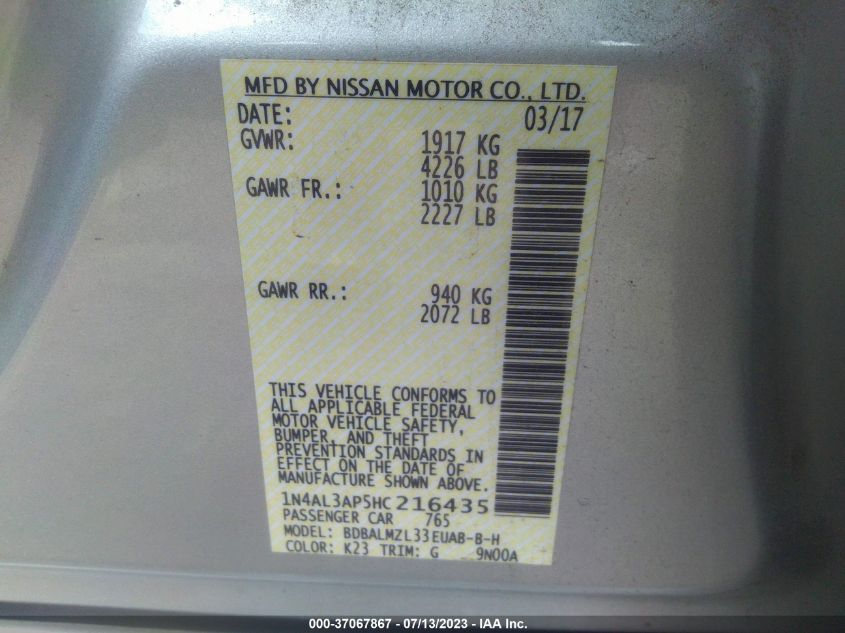 MFD BY NISSAN MOTOR CO., LTD.
DATE: 03/17
GVWR: 1917 KG
4226 LB
GAWR FR.: 1010 KG
2227 LB
GAWR RR.: 940 KG
2072 LB
THIS VEHICLE CONFORMS TO
ALL APPLICABLE FEDERAL
MOTOR VEHICLE SAFETY,
BUMPER, AND THEFT
PREVENTION STANDARDS IN
EFFECT ON THE DATE OF
MANUFACTURE SHOWN ABOVE.
1N4AL3AP5HC216435
PASSENGER CAR 765
MODEL: BDBALMZL33EUAB-B-H
COLOR: K23 TRIM: G 9N00A
000-37067867 - 07/13/2023 - IAA Inc.